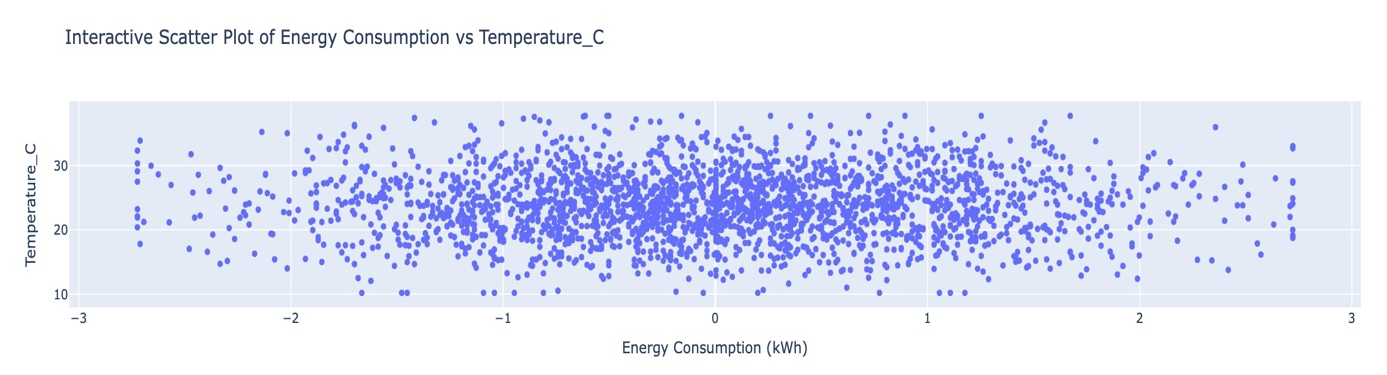 Interactive Scatter Plot of Energy Consumption vs Temperature_C
Temperature_C
30
20
10
−3 −2 −1 0 1 2 3
Energy Consumption (kWh)